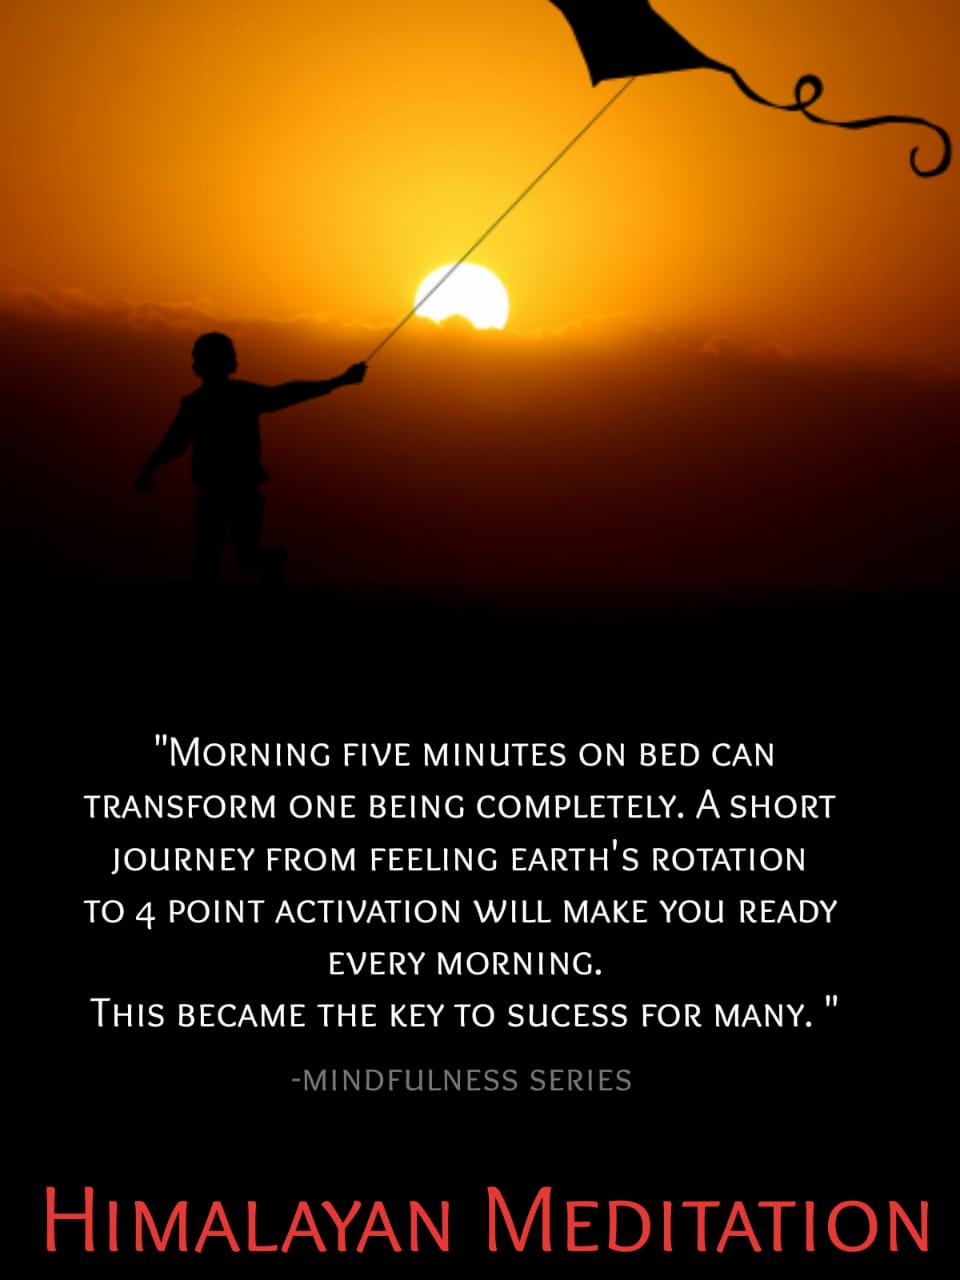 "Morning five minutes on bed can
transform one being completely. A short
journey from feeling earth's rotation
to 4 point activation will make you ready
every morning.
This became the key to sucess for many. "
-mindfulness series
Himalayan Meditation